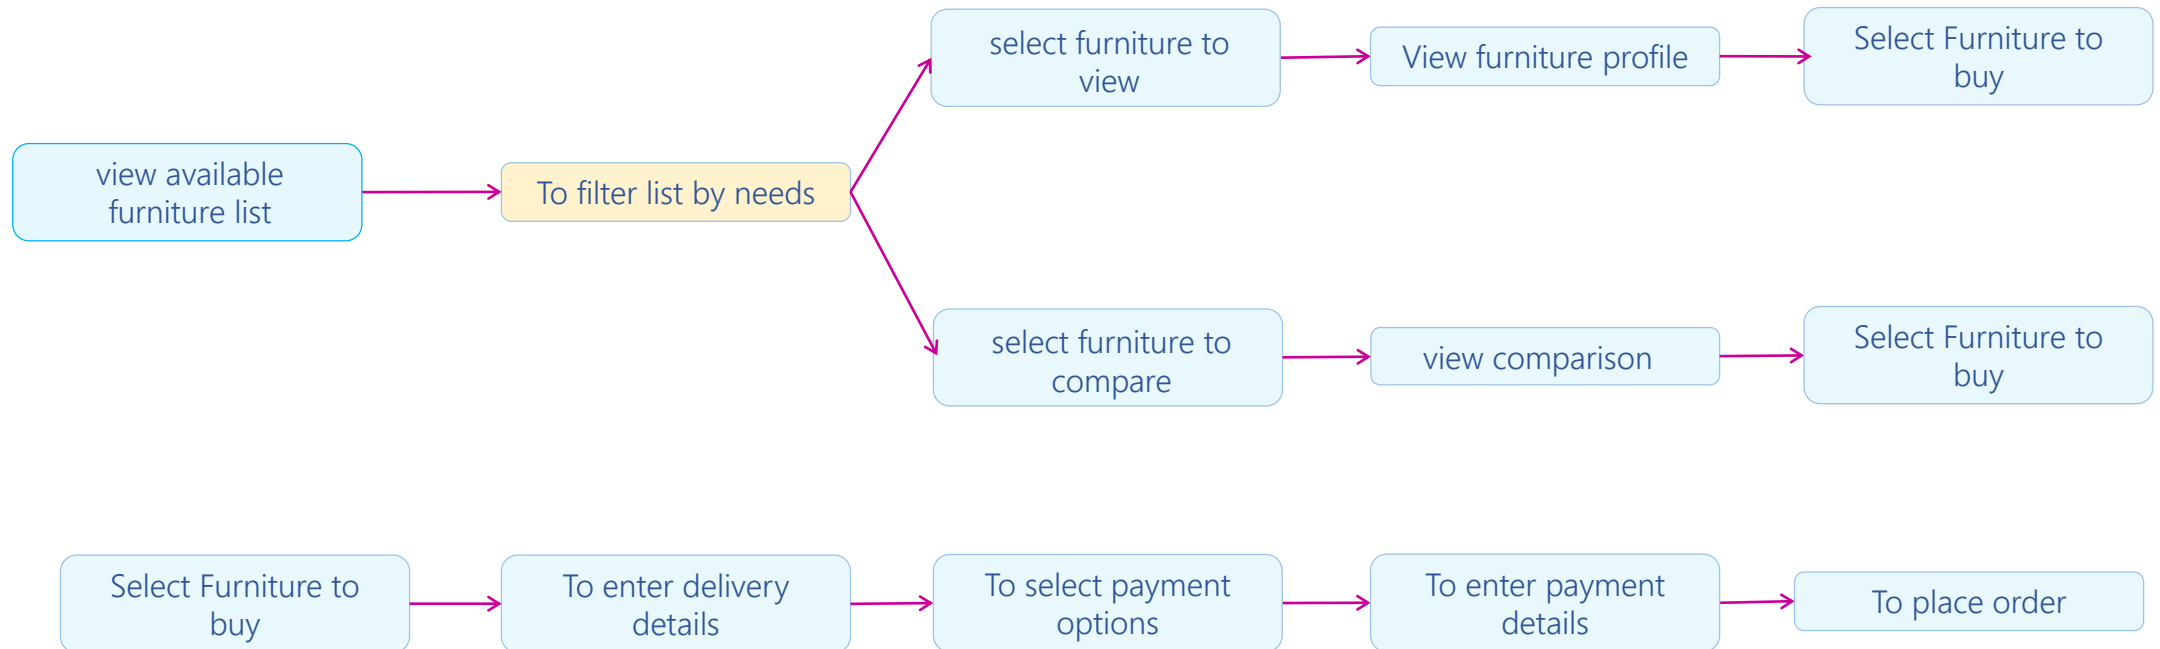 select furniture to
view
View furniture profile
Select Furniture to
buy
view available
furniture list
To filter list by needs
select furniture to
compare
view comparison
Select Furniture to
buy
Select Furniture to
buy
To enter delivery
details
To select payment
options
To enter payment
details
To place order